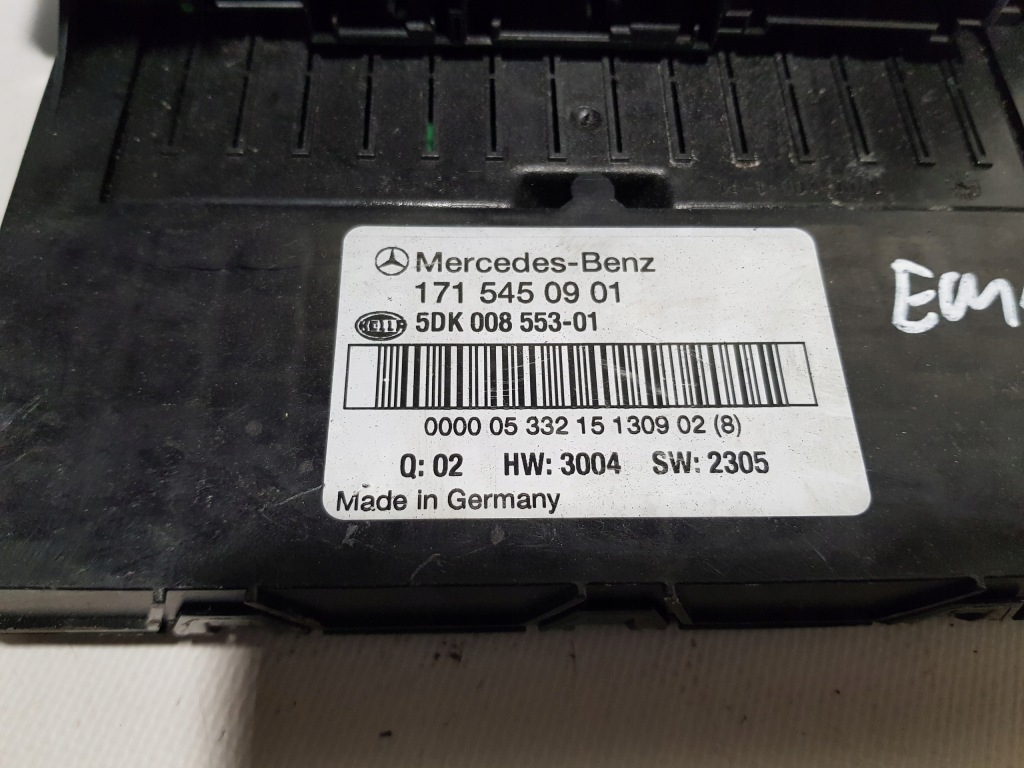 Mercedes-Benz
171 545 09 01
HELLA 5DK 008 553-01
0000 05 332 15 1309 02 (8)
Q: 02 HW: 3004 SW: 2305
Made in Germany